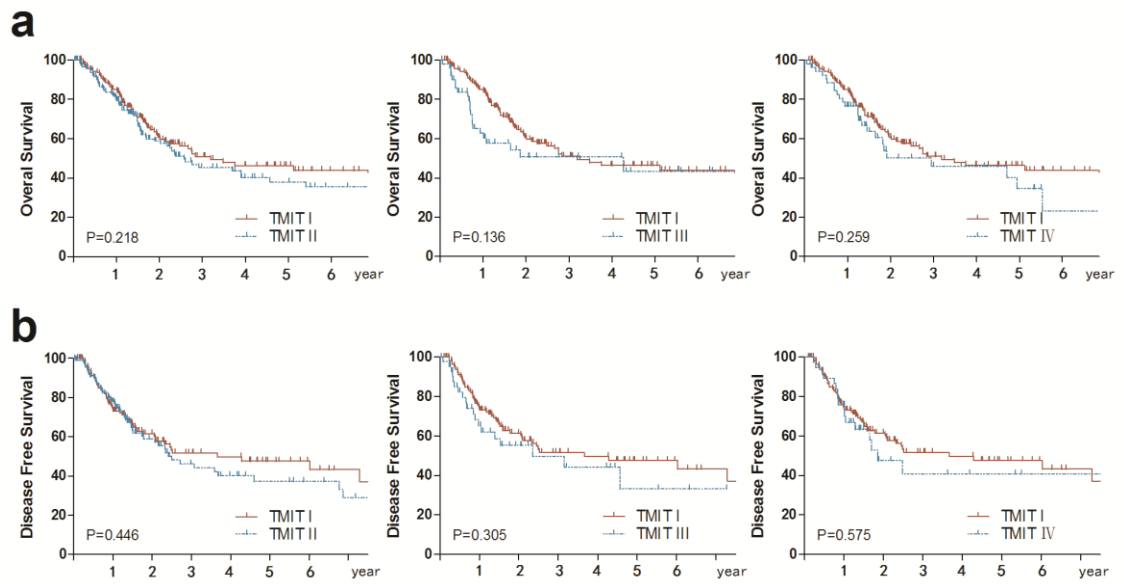 a
Overal Survival
100
80
60
40
20
0
P=0.218
TMIT I
TMIT II
1 2 3 4 5 6 year
Overal Survival
100
80
60
40
20
0
P=0.136
TMIT I
TMIT III
1 2 3 4 5 6 year
Overal Survival
100
80
60
40
20
0
P=0.259
TMIT I
TMIT IV
1 2 3 4 5 6 year
b
Disease Free Survival
100
80
60
40
20
0
P=0.446
TMIT I
TMIT II
1 2 3 4 5 6 year
Disease Free Survival
100
80
60
40
20
0
P=0.305
TMIT I
TMIT III
1 2 3 4 5 6 year
Disease Free Survival
100
80
60
40
20
0
P=0.575
TMIT I
TMIT IV
1 2 3 4 5 6 year